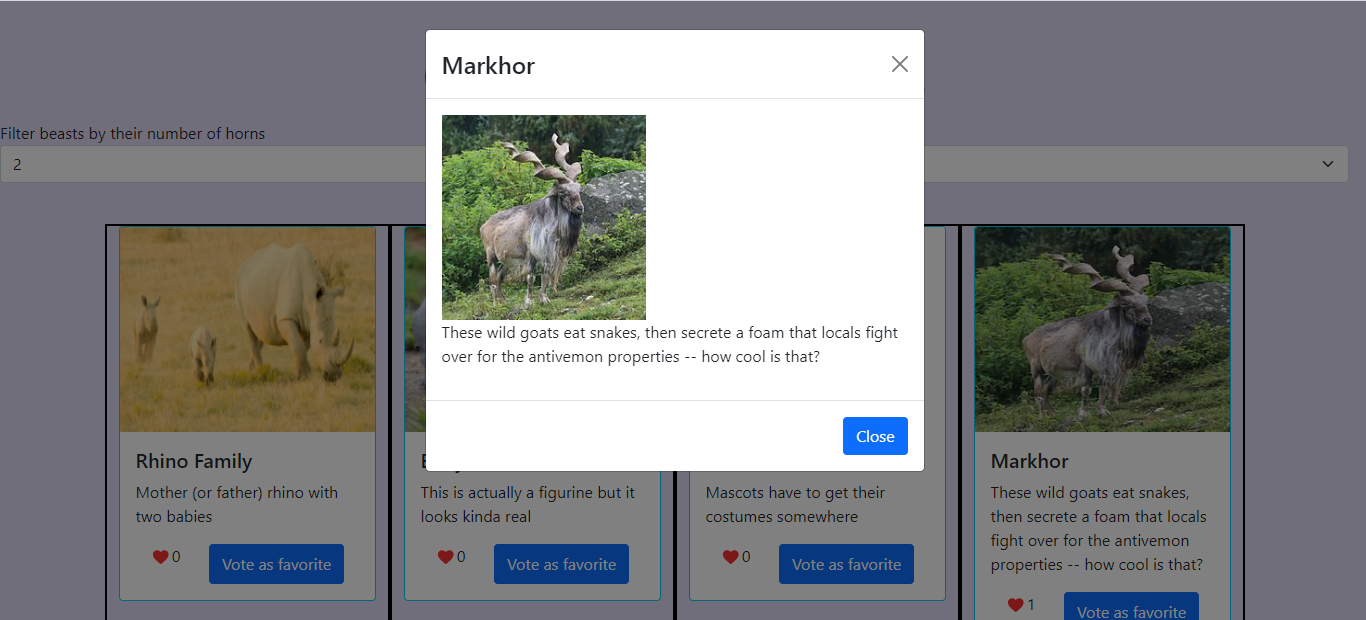 Markhor
Filter beasts by their number of horns
2
These wild goats eat snakes, then secrete a foam that locals fight
over for the antivemon properties -- how cool is that?
Close
Rhino Family
Mother (or father) rhino with
two babies
0
Vote as favorite
This is actually a figurine but it
looks kinda real
0
Vote as favorite
Mascots have to get their
costumes somewhere
0
Vote as favorite
Markhor
These wild goats eat snakes,
then secrete a foam that locals
fight over for the antivemon
properties -- how cool is that?
1
Vote as favorite